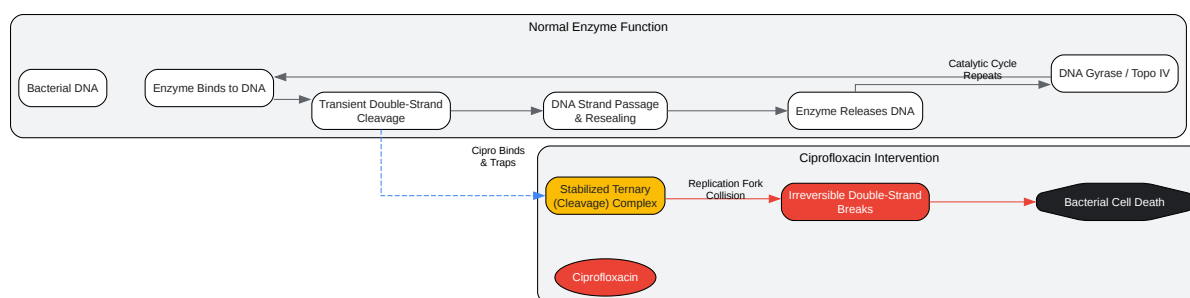 Normal Enzyme Function
Bacterial DNA
Enzyme Binds to DNA
Transient Double-Strand
Cleavage
DNA Strand Passage
& Resealing
Enzyme Releases DNA
Catalytic Cycle
Repeats
DNA Gyrase / Topo IV
Cipro Binds
& Traps
Ciprofloxacin Intervention
Stabilized Ternary
(Cleavage) Complex
Replication Fork
Collision
Irreversible Double-Strand
Breaks
Bacterial Cell Death
Ciprofloxacin